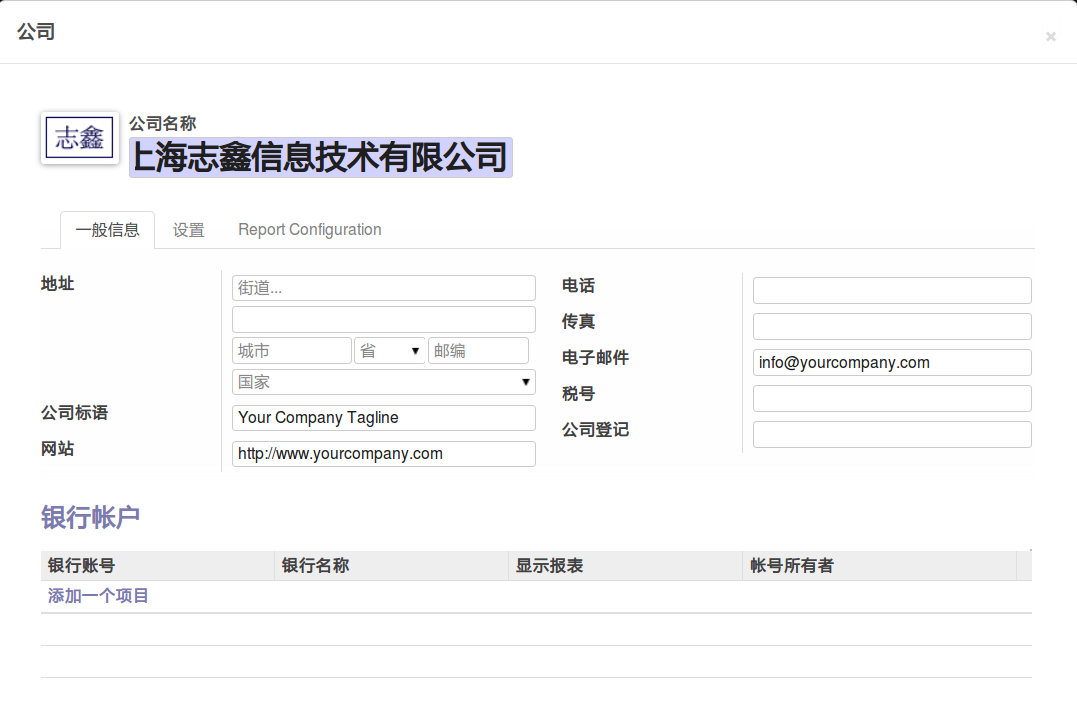 公司
×
志鑫
公司名称
上海志鑫信息技术有限公司
一般信息 设置 Report Configuration
地址
街道...
城市 省 邮编
国家
公司标语 Your Company Tagline
网站 http://www.yourcompany.com
电话
传真
电子邮件 info@yourcompany.com
税号
公司登记
银行帐户
银行账号 银行名称 显示报表 帐号所有者
添加一个项目